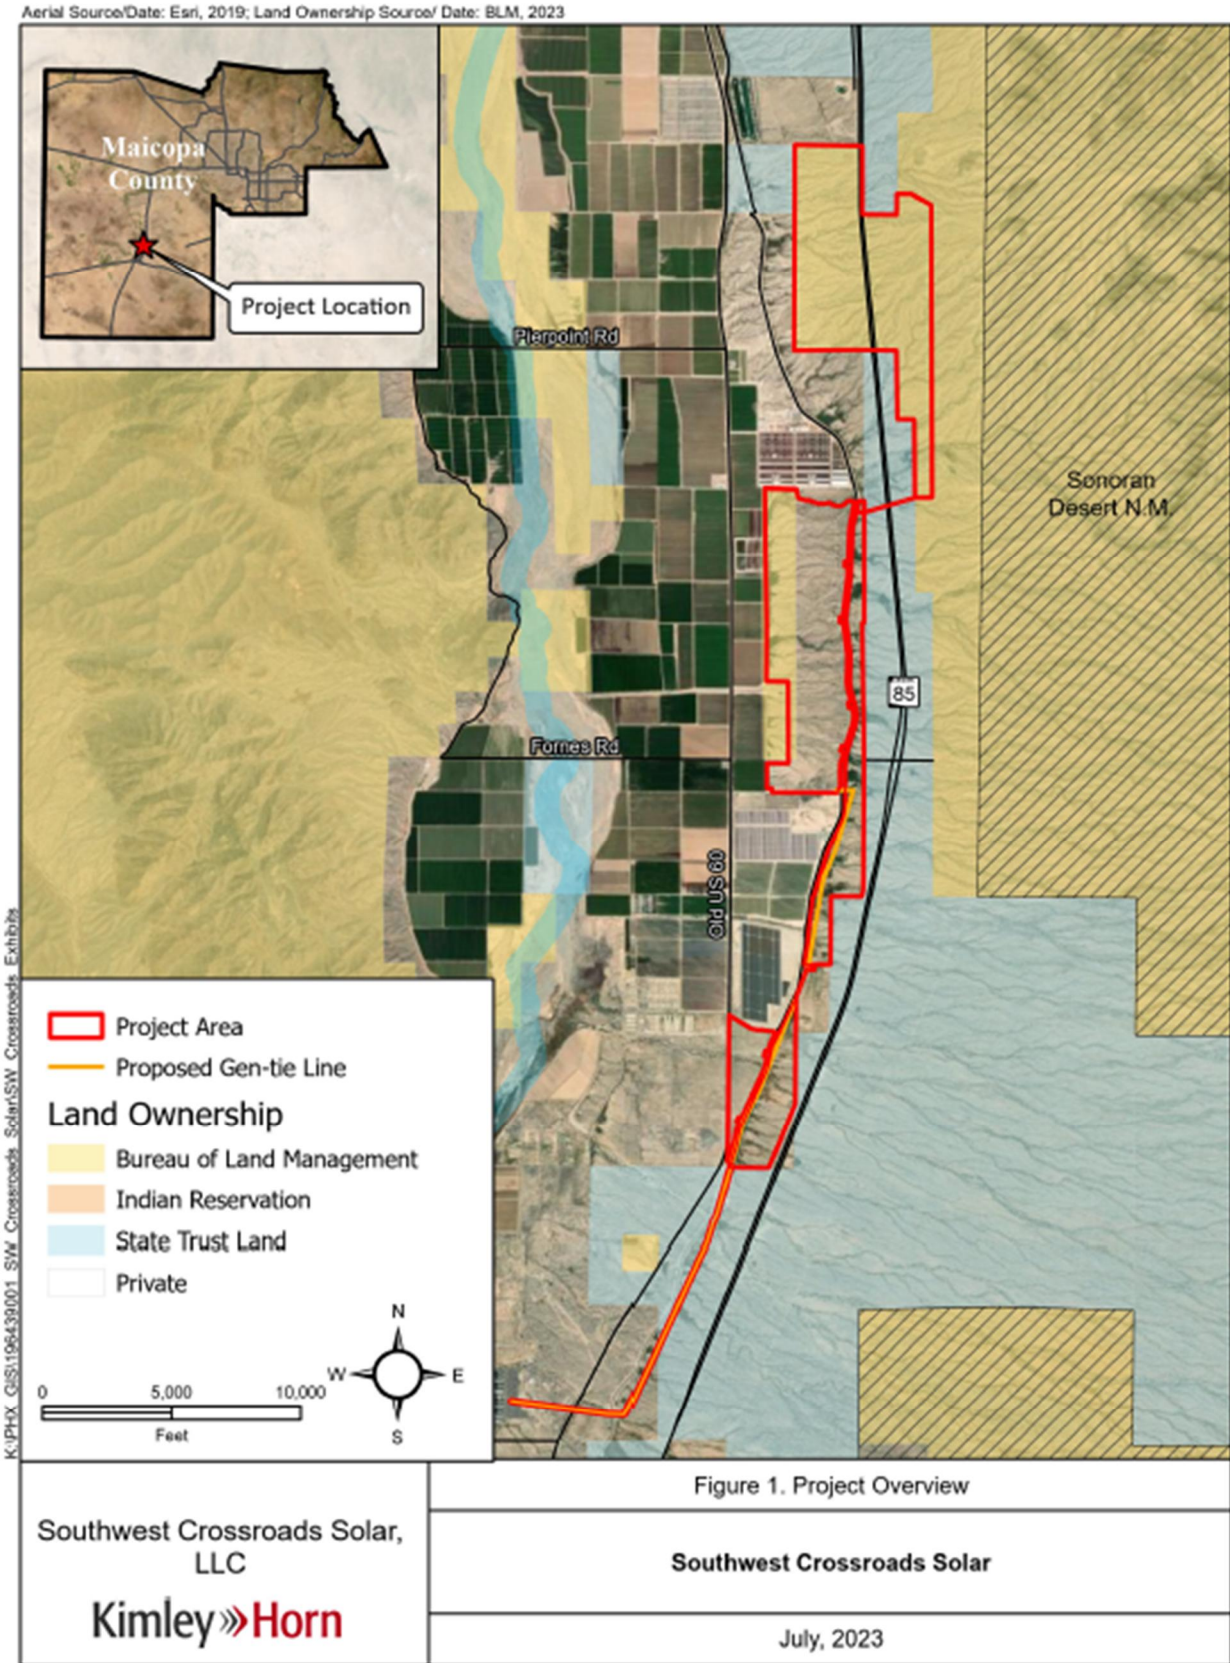 Aerial Source/Date: Esri, 2019; Land Ownership Source/ Date: BLM, 2023
Maicopa
County
Project Location
Pierpoint Rd
Sonoran
Desert N.M.
85
Fornes Rd
Old US 80
Project Area
Proposed Gen-tie Line
Land Ownership
Bureau of Land Management
Indian Reservation
State Trust Land
Private
N
W
E
S
0 5,000 10,000
Feet
K:\PHX_GIS\196439001_SW_Crossroads_Solar\SW_Crossroads_Exhibits
Figure 1. Project Overview
Southwest Crossroads Solar,
LLC
Kimley»Horn
Southwest Crossroads Solar
July, 2023